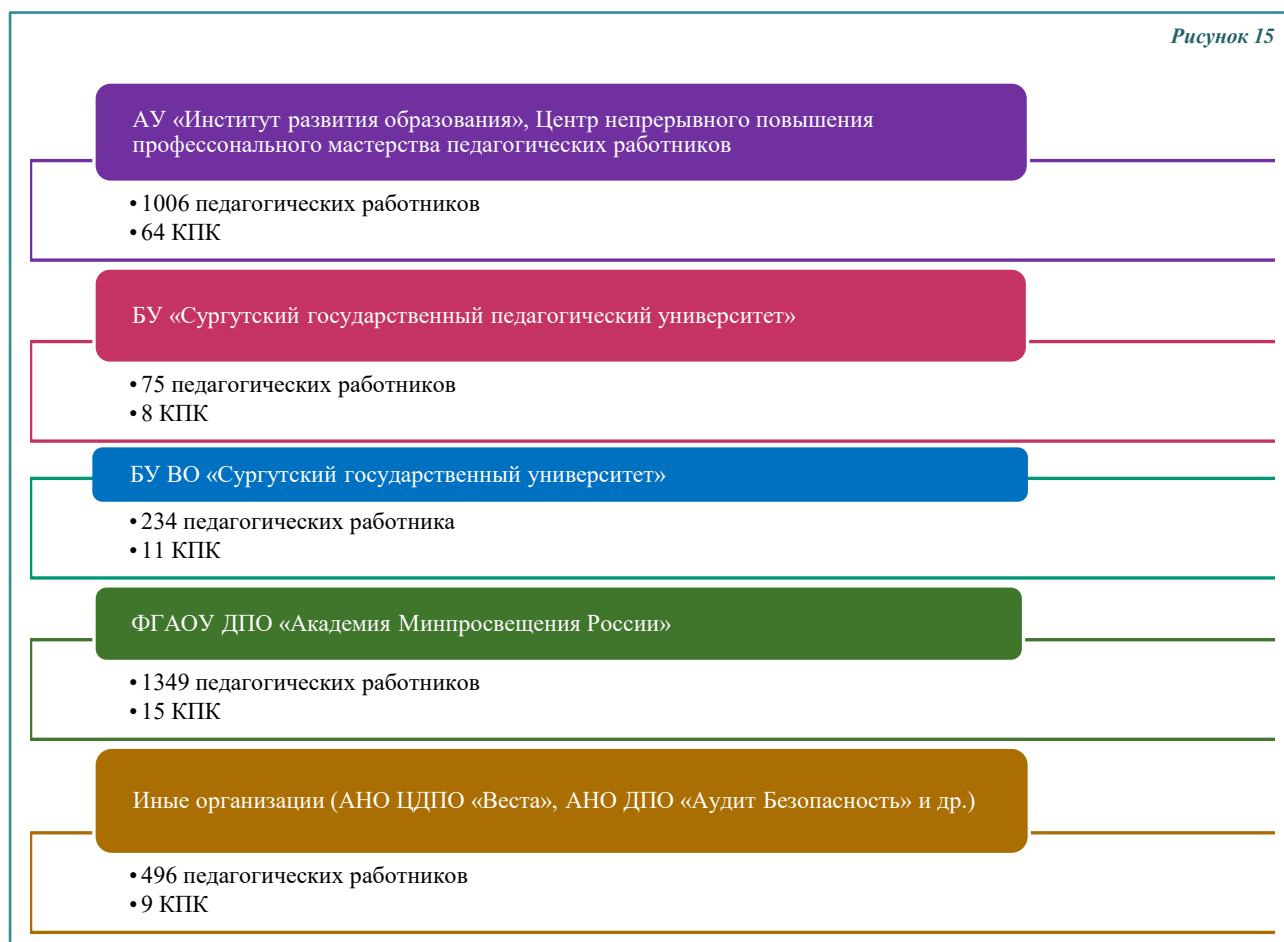 Рисунок 15
АУ «Институт развития образования», Центр непрерывного повышения
профессонального мастерства педагогических работников
• 1006 педагогических работников
• 64 КПК
БУ «Сургутский государственный педагогический университет»
• 75 педагогических работников
• 8 КПК
БУ ВО «Сургутский государственный университет»
• 234 педагогических работника
• 11 КПК
ФГАОУ ДПО «Академия Минпросвещения России»
• 1349 педагогических работников
• 15 КПК
Иные организации (АНО ЦДПО «Веста», АНО ДПО «Аудит Безопасность» и др.)
• 496 педагогических работников
• 9 КПК